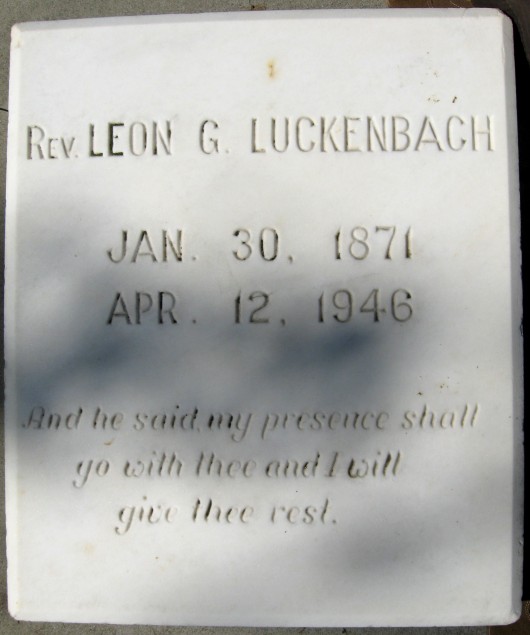 Rev. LEON G. LUCKENBACH
JAN. 30, 1871
APR. 12, 1946
And he said, my presence shall
go with thee and I will
give thee rest.